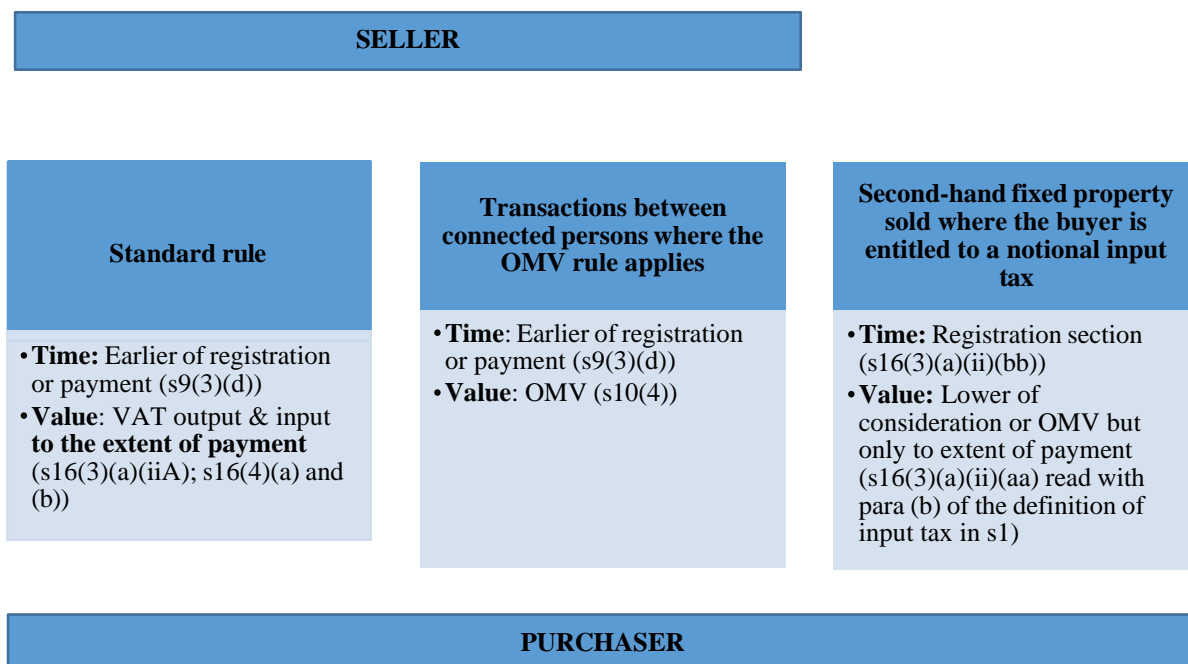 SELLER
Standard rule
•Time: Earlier of registration
or payment (s9(3)(d))
•Value: VAT output & input
to the extent of payment
(s16(3)(a)(iiA); s16(4)(a) and
(b))
Transactions between
connected persons where the
OMV rule applies
•Time: Earlier of registration
or payment (s9(3)(d))
•Value: OMV (s10(4))
Second-hand fixed property
sold where the buyer is
entitled to a notional input
tax
•Time: Registration section
(s16(3)(a)(ii)(bb))
•Value: Lower of
consideration or OMV but
only to extent of payment
(s16(3)(a)(ii)(aa) read with
para (b) of the definition of
input tax in s1)
PURCHASER